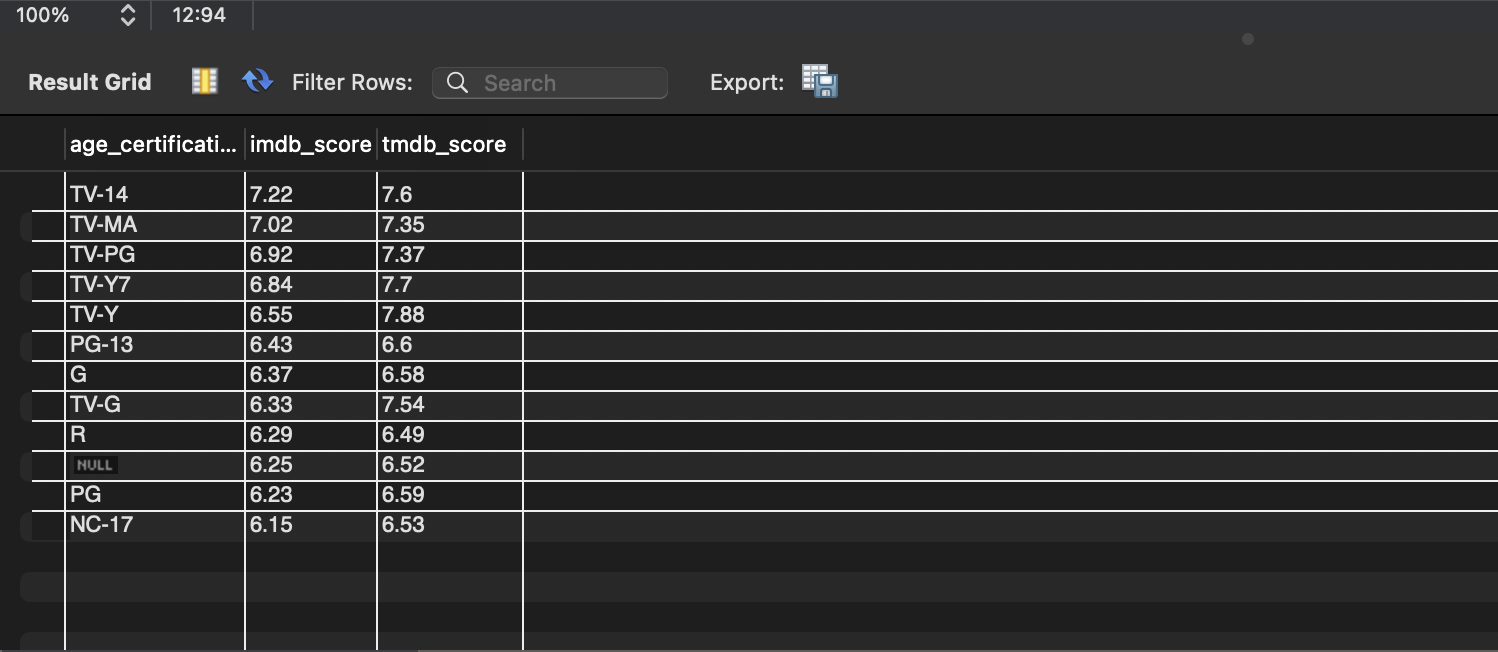 100% 12:94
Result Grid Filter Rows: Search Export:
age_certificati... imdb_score tmdb_score
TV-14 7.22 7.6
TV-MA 7.02 7.35
TV-PG 6.92 7.37
TV-Y7 6.84 7.7
TV-Y 6.55 7.88
PG-13 6.43 6.6
G 6.37 6.58
TV-G 6.33 7.54
R 6.29 6.49
NULL 6.25 6.52
PG 6.23 6.59
NC-17 6.15 6.53